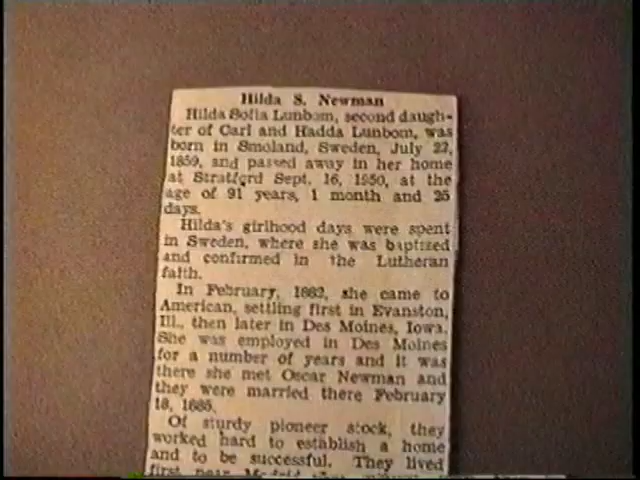 Hilda S. Newman
Hilda Sofia Lunbom, second daugh-
ter of Carl and Hadda Lunbom, was
born in Smoland, Sweden, July 22,
1859, and passed away in her home
at Stratford Sept. 16, 1950, at the
age of 91 years, 1 month and 25
days.
Hilda's girlhood days were spent
in Sweden, where she was baptized
and confirmed in the Lutheran
faith.
In February, 1882, she came to
American, settling first in Evanston,
Ill., then later in Des Moines, Iowa.
She was employed in Des Moines
for a number of years and it was
there she met Oscar Newman and
they were married there February
18, 1885.
Of sturdy pioneer stock, they
worked hard to establish a home
and to be successful. They lived
first near Madrid